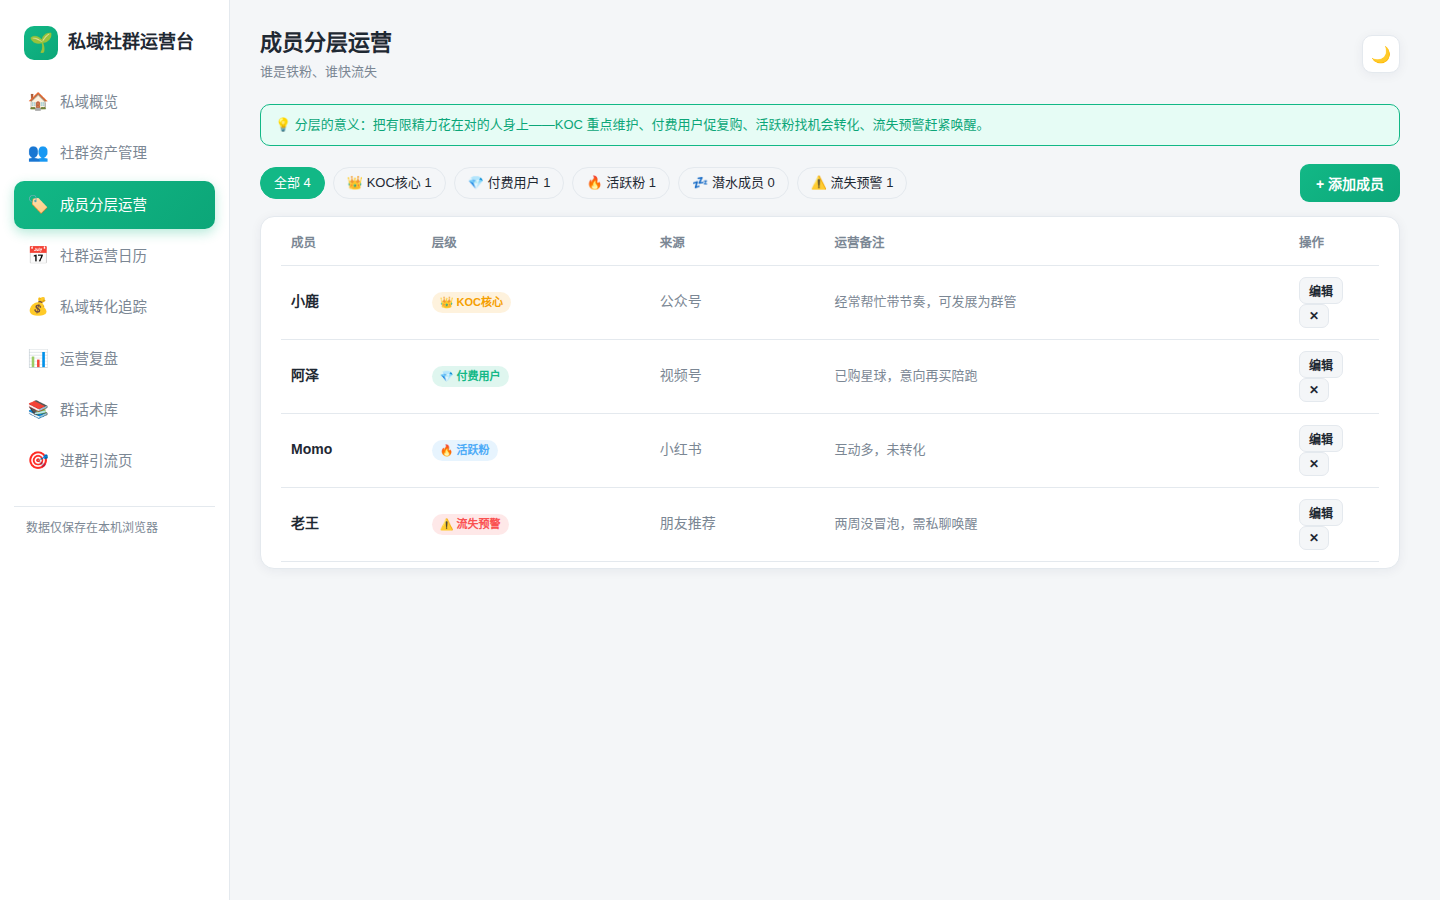 🌱 私域社群运营台
🏠 私域概览
👥 社群资产管理
🏷️ 成员分层运营
📅 社群运营日历
💰 私域转化追踪
📊 运营复盘
📚 群话术库
🎯 进群引流页
数据仅保存在本机浏览器
成员分层运营
谁是铁粉、谁快流失
🌙
💡 分层的意义：把有限精力花在对的人身上——KOC 重点维护、付费用户促复购、活跃粉找机会转化、流失预警赶紧唤醒。
全部 4 👑 KOC核心 1 💎 付费用户 1 🔥 活跃粉 1 💤 潜水成员 0 ⚠️ 流失预警 1 + 添加成员
成员 层级 来源 运营备注 操作
小鹿 👑 KOC核心 公众号 经常帮忙带节奏，可发展为群管 编辑
✕
阿泽 💎 付费用户 视频号 已购星球，意向再买陪跑 编辑
✕
Momo 🔥 活跃粉 小红书 互动多，未转化 编辑
✕
老王 ⚠️ 流失预警 朋友推荐 两周没冒泡，需私聊唤醒 编辑
✕